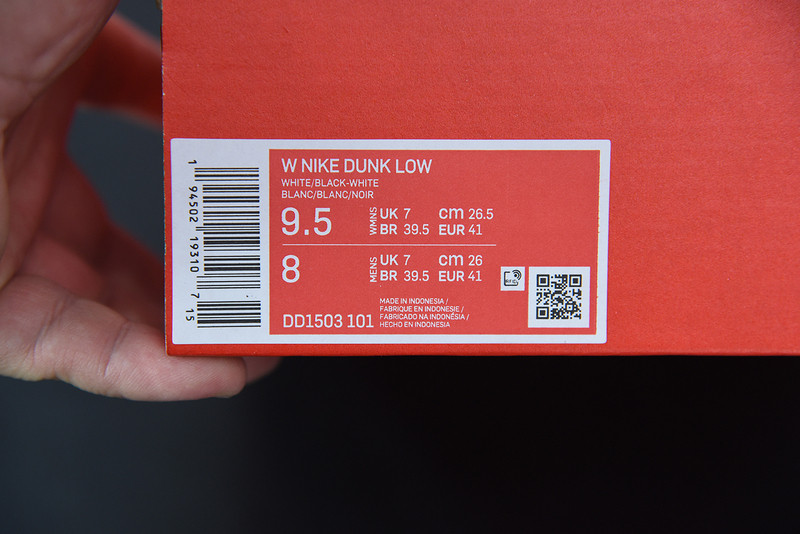 W NIKE DUNK LOW
WHITE/BLACK-WHITE
BLANC/BLANC/NOIR
9.5 WMNS UK 7 cm 26.5
BR 39.5 EUR 41
8 MENS UK 7 cm 26
BR 39.5 EUR 41
DD1503 101
MADE IN INDONESIA /
FABRIQUE EN INDONESIE /
FABRICADO NA INDONÉSIA /
HECHO EN INDONESIA
1 94502 19310 7 15